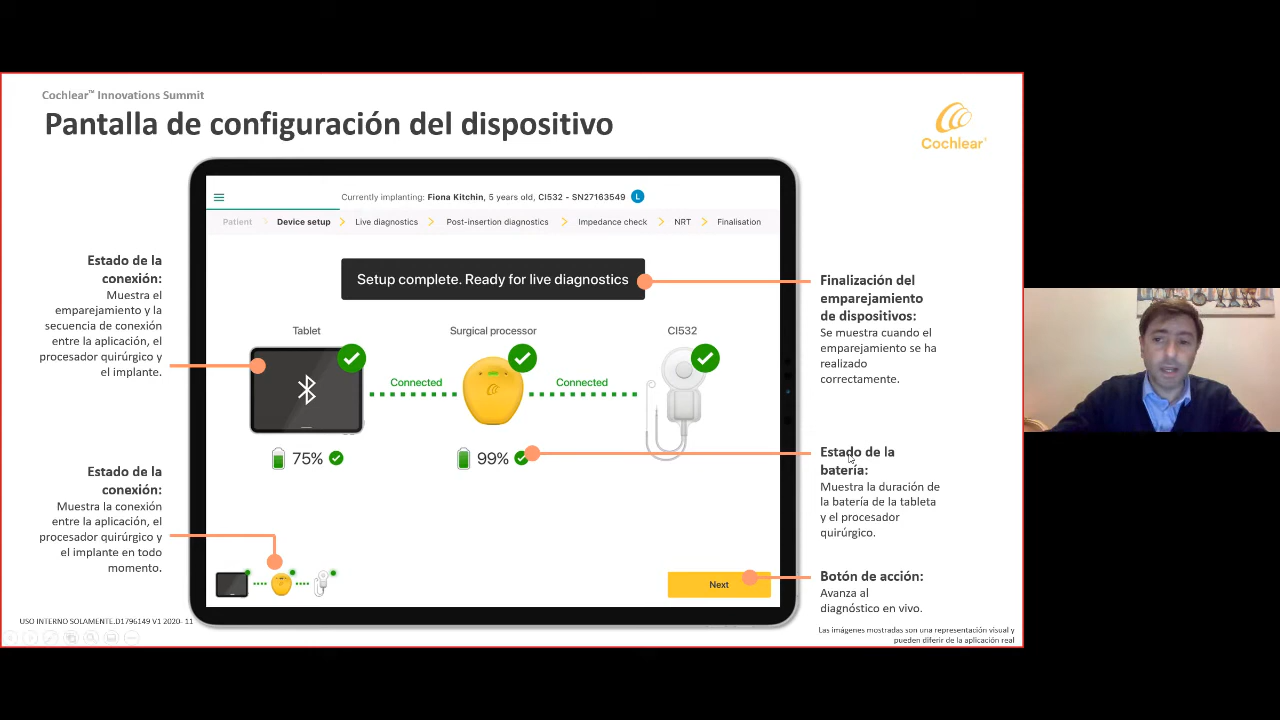 Cochlear™ Innovations Summit
Pantalla de configuración del dispositivo
Cochlear®
Currently implanting: Fiona Kitchin, 5 years old, CI532 - SN27163549 L
Patient Device setup Live diagnostics Post-insertion diagnostics Impedance check NRT Finalisation
Setup complete. Ready for live diagnostics
Tablet
Surgical processor
CI532
Connected
Connected
75%
99%
Next
Estado de la
conexión:
Muestra el
emparejamiento y la
secuencia de conexión
entre la aplicación, el
procesador quirúrgico y
el implante.
Estado de la
conexión:
Muestra la conexión
entre la aplicación, el
procesador quirúrgico y
el implante en todo
momento.
Finalización del
emparejamiento
de dispositivos:
Se muestra cuando el
emparejamiento se ha
realizado
correctamente.
Estado de la
batería:
Muestra la duración de
la batería de la tableta
y el procesador
quirúrgico.
Botón de acción:
Avanza al
diagnóstico en vivo.
USO INTERNO SOLAMENTE.D1796149 V1 2020- 11
Las imágenes mostradas son una representación visual y
pueden diferir de la aplicación real